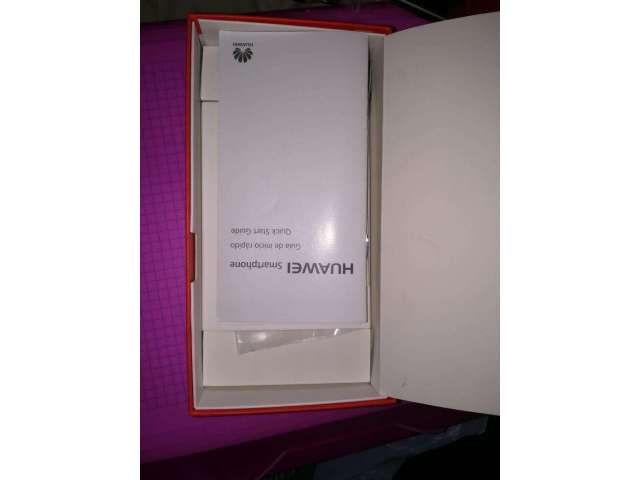 HUAWEI Smartphone
Guía de inicio rápido
Quick Start Guide
HUAWEI